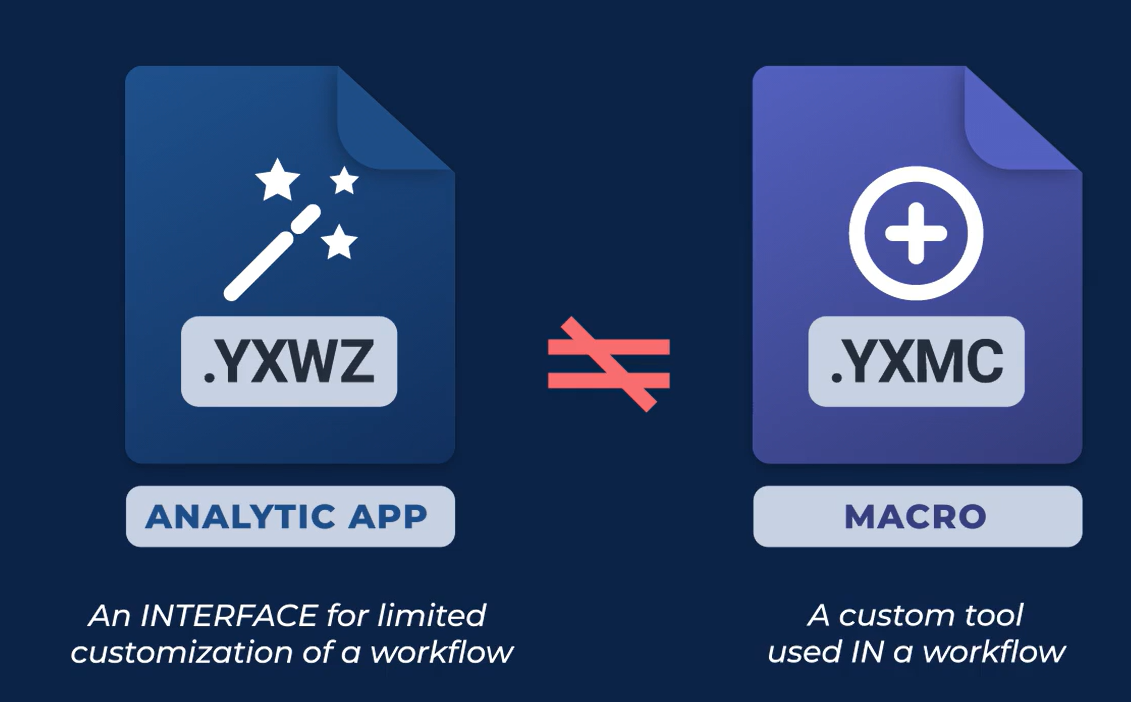 .YXWZ
ANALYTIC APP
An INTERFACE for limited
customization of a workflow
≠
.YXMC
MACRO
A custom tool
used IN a workflow